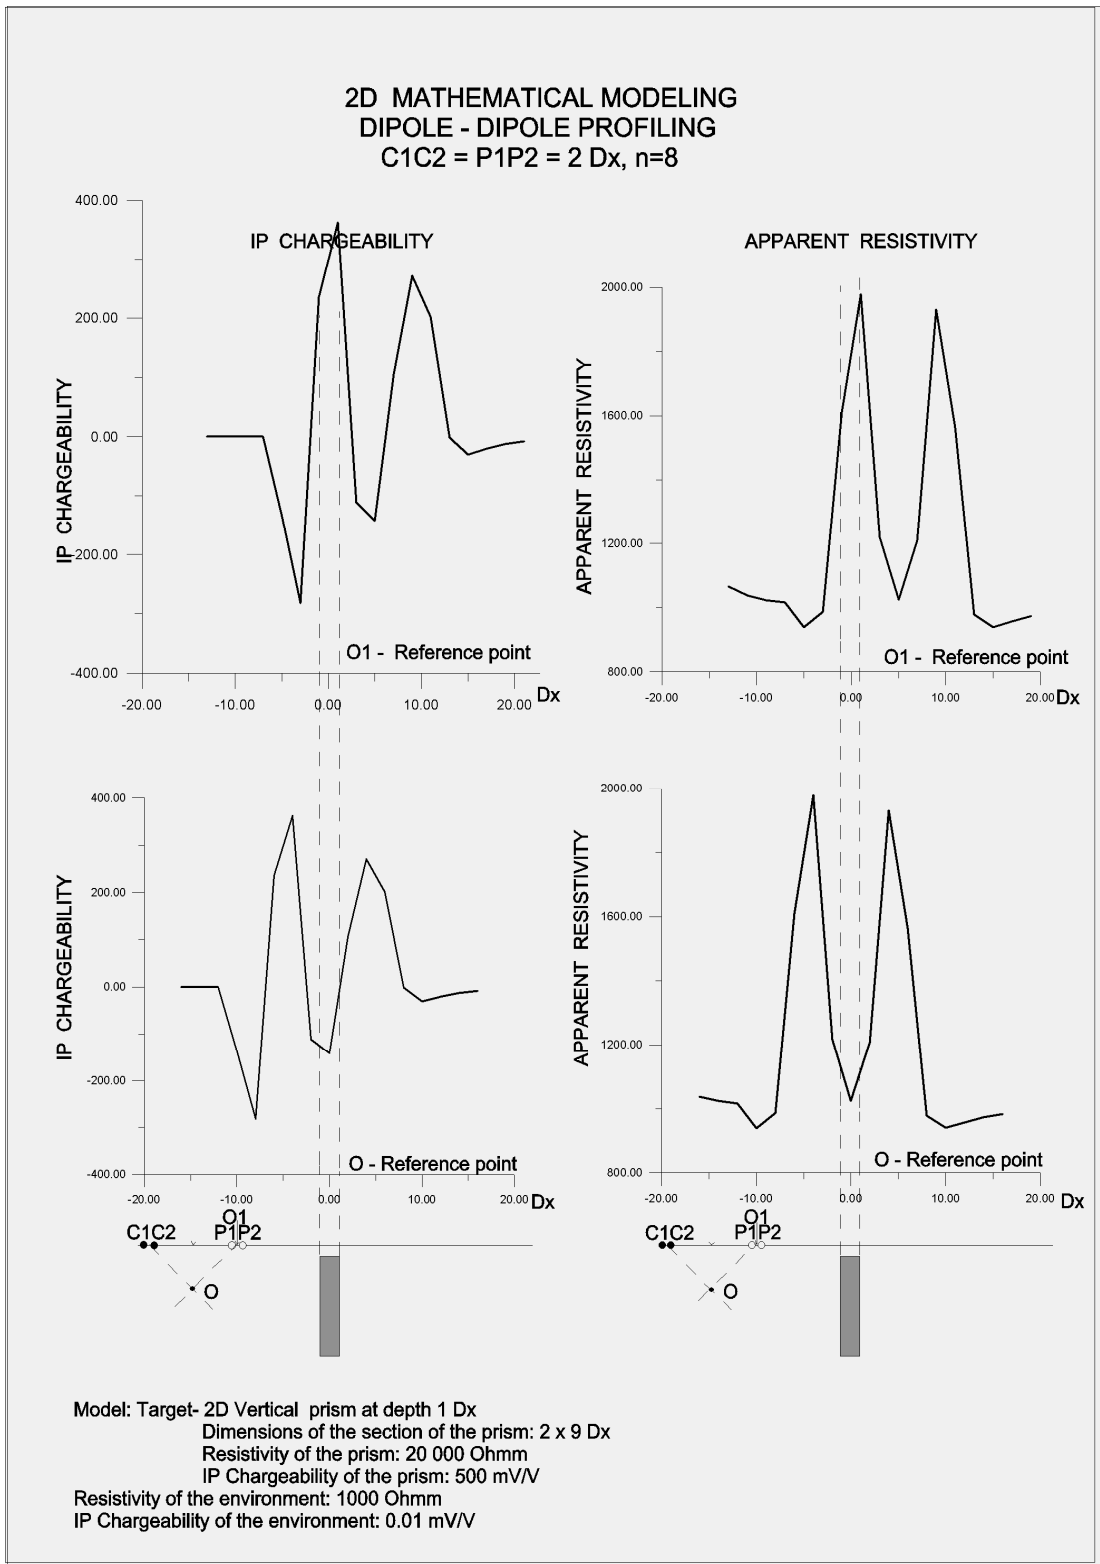 2D MATHEMATICAL MODELING
DIPOLE - DIPOLE PROFILING
C1C2 = P1P2 = 2 Dx, n=8
IP CHARGEABILITY
400.00
200.00
0.00
-200.00
-400.00
IP CHARGEABILITY
O1 - Reference point
-20.00 -10.00 0.00 10.00 20.00 Dx
APPARENT RESISTIVITY
2000.00
1600.00
1200.00
800.00
APPARENT RESISTIVITY
O1 - Reference point
-20.00 -10.00 0.00 10.00 20.00 Dx
400.00
200.00
0.00
-200.00
-400.00
IP CHARGEABILITY
O - Reference point
-20.00 -10.00 0.00 10.00 20.00 Dx
2000.00
1600.00
1200.00
800.00
APPARENT RESISTIVITY
O - Reference point
-20.00 -10.00 0.00 10.00 20.00 Dx
O1
C1C2 P1P2
O
O1
C1C2 P1P2
O
Model: Target- 2D Vertical prism at depth 1 Dx
Dimensions of the section of the prism: 2 x 9 Dx
Resistivity of the prism: 20 000 Ohmm
IP Chargeability of the prism: 500 mV/V
Resistivity of the environment: 1000 Ohmm
IP Chargeability of the environment: 0.01 mV/V